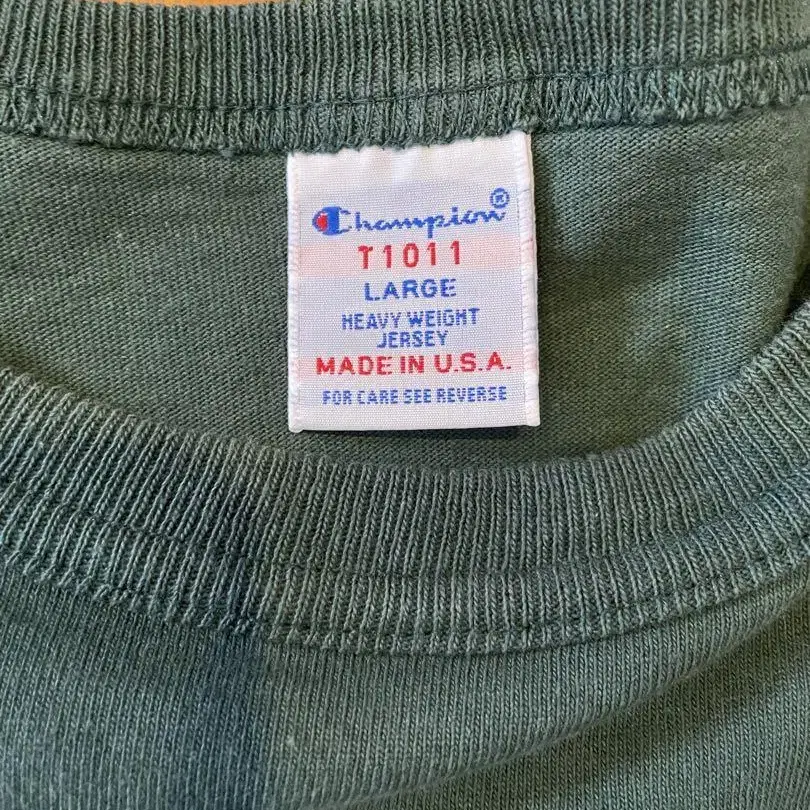 Champion®
T1011
LARGE
HEAVY WEIGHT
JERSEY
MADE IN U.S.A.
FOR CARE SEE REVERSE